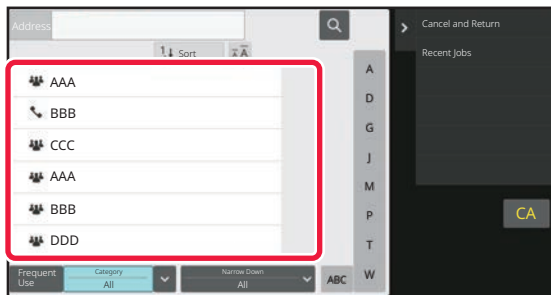 Address
Cancel and Return
1 Sort
A
Recent Jobs
AAA
A
BBB
D
CCC
G
AAA
J
BBB
M
DDD
P
CA
T
Frequent Use
Category
All
Narrow Down
All
ABC
W